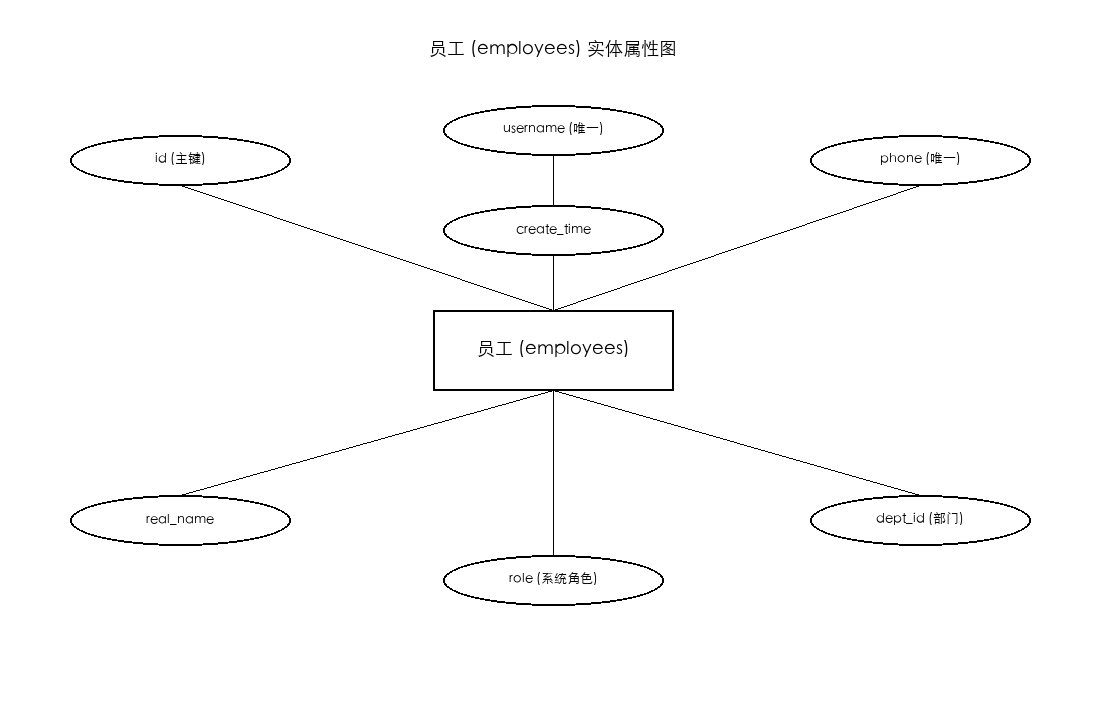 员工 (employees) 实体属性图
username (唯一)
id (主键)
phone (唯一)
create_time
员工 (employees)
real_name
dept_id (部门)
role (系统角色)